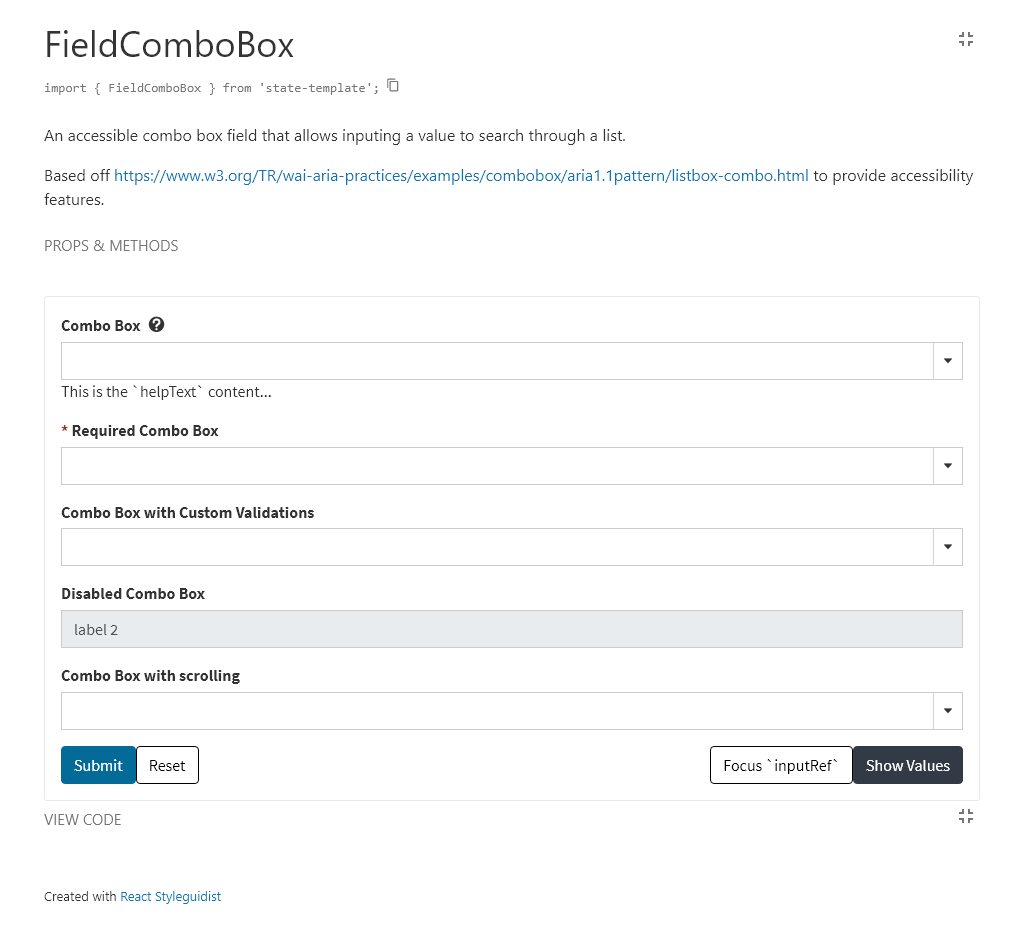 FieldComboBox
import { FieldComboBox } from 'state-template';
An accessible combo box field that allows inputing a value to search through a list.
Based off https://www.w3.org/TR/wai-aria-practices/examples/combobox/aria1.1pattern/listbox-combo.html to provide accessibility
features.
PROPS & METHODS
Combo Box
This is the `helpText` content...
* Required Combo Box
Combo Box with Custom Validations
Disabled Combo Box
label 2
Combo Box with scrolling
Submit Reset Focus `inputRef` Show Values
VIEW CODE
Created with React Styleguidist